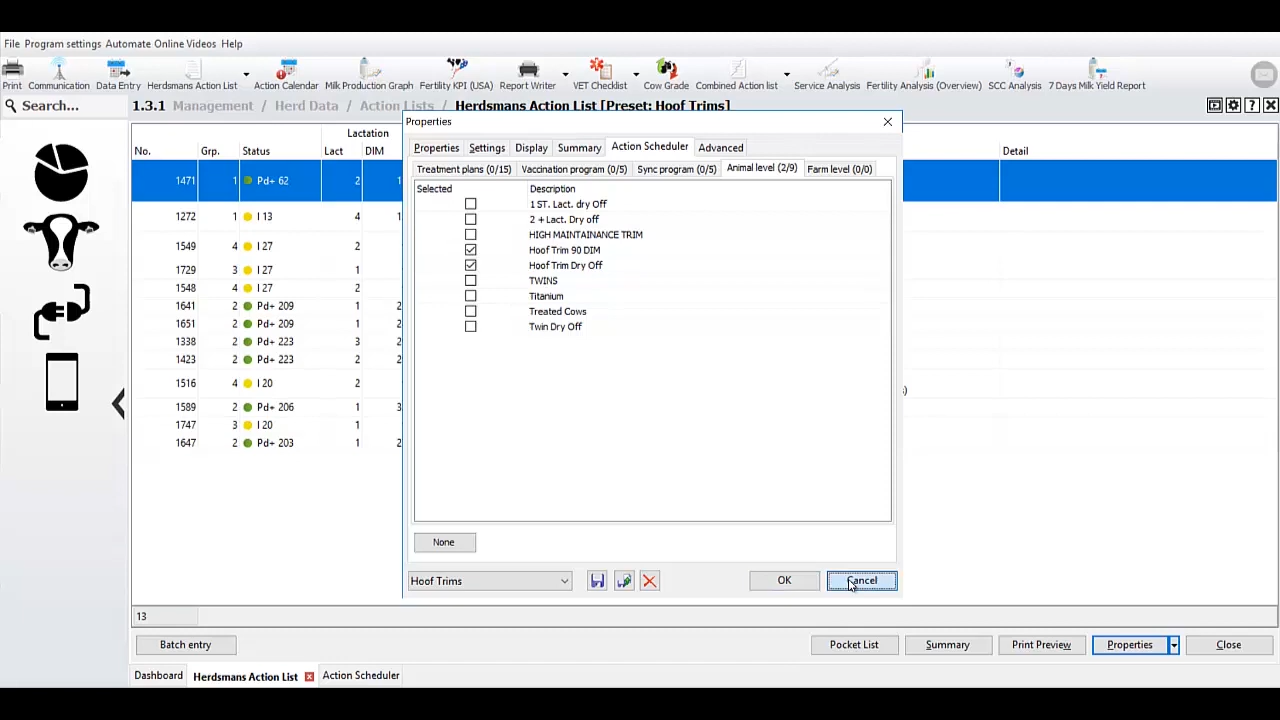 File Program settings Automate Online Videos Help
Print Communication Data Entry Herdsmans Action List Action Calendar Milk Production Graph Fertility KPI (USA) Report Writer VET Checklist Cow Grade Combined Action list Service Analysis Fertility Analysis (Overview) SCC Analysis 7 Days Milk Yield Report
Search... 1.3.1 Management / Herd Data / Action Lists / Herdsmans Action List [Preset: Hoof Trims]
Properties
Lactation
No. Grp. Status Lact DIM Detail
Properties Settings Display Summary Action Scheduler Advanced
Treatment plans (0/15) Vaccination program (0/5) Sync program (0/5) Animal level (2/9) Farm level (0/0)
Selected Description
1 ST. Lact. dry Off
2 + Lact. Dry off
HIGH MAINTAINANCE TRIM
Hoof Trim 90 DIM
Hoof Trim Dry Off
TWINS
Titanium
Treated Cows
Twin Dry Off
1471 1 Pd+ 62 2 1
1272 1 I 13 4 1
1549 4 I 27 2
1729 3 I 27 1
1548 4 I 27 2
1641 2 Pd+ 209 1 2
1651 2 Pd+ 209 1 2
1338 2 Pd+ 223 3 2
1423 2 Pd+ 223 2 2
1516 4 I 20 2
1589 2 Pd+ 206 1 3
1747 3 I 20 1
1647 2 Pd+ 203 1 2
None
Hoof Trims OK Cancel
13
Batch entry Pocket List Summary Print Preview Properties Close
Dashboard Herdsmans Action List Action Scheduler